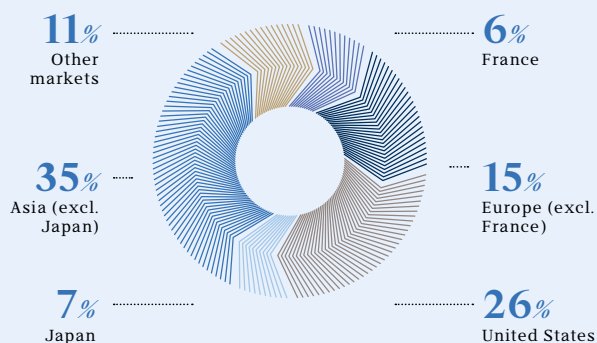 11%
Other
markets
35%
Asia (excl.
Japan)
7%
Japan
6%
France
15%
Europe (excl.
France)
26%
United States